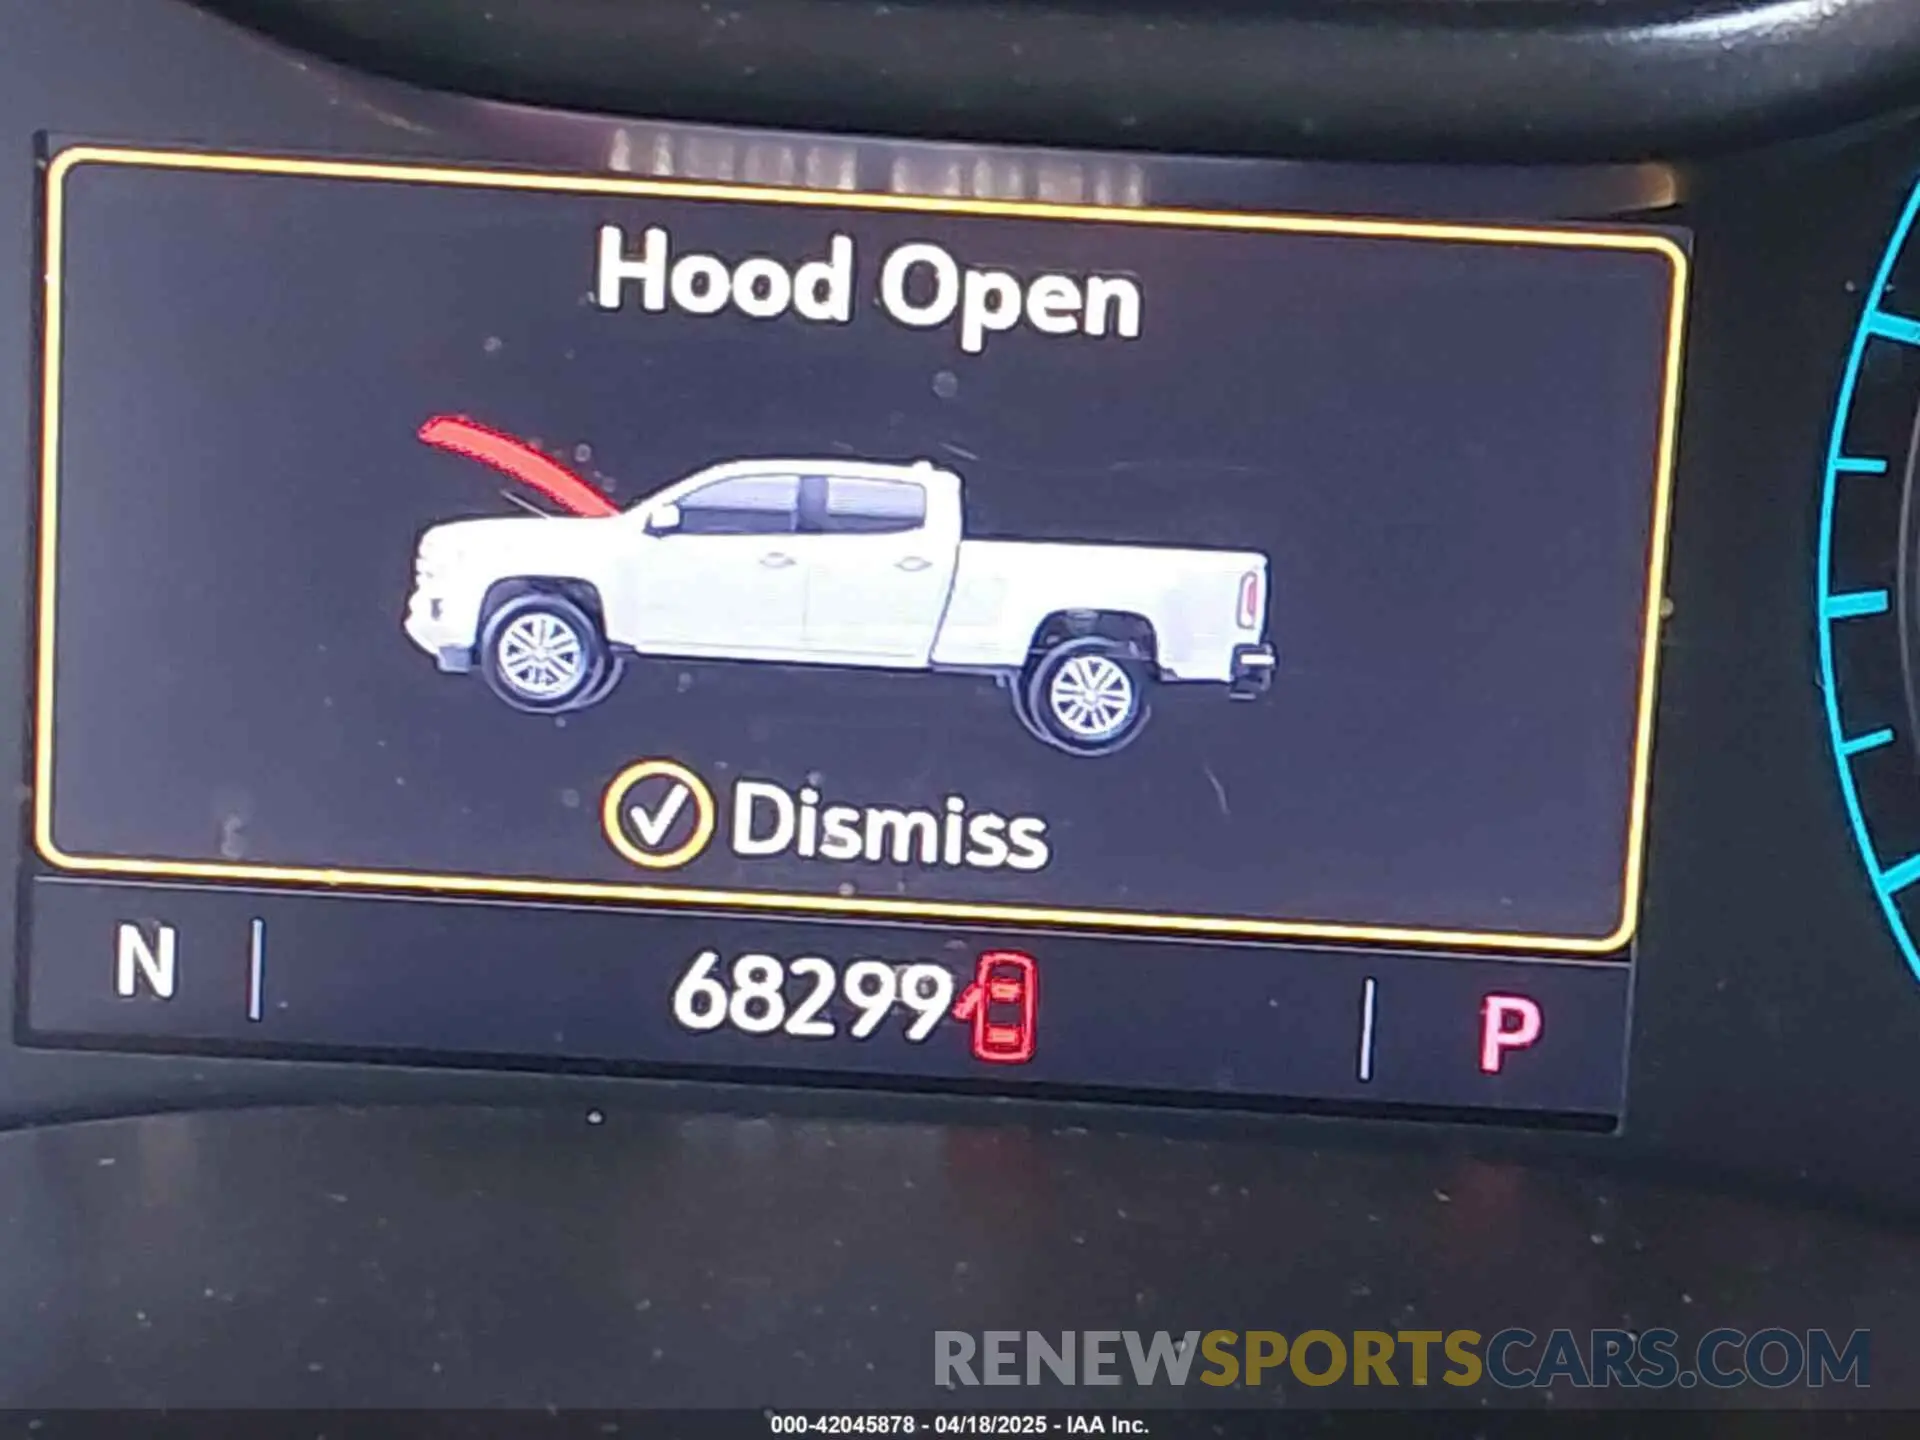 Hood Open
Dismiss
N 68299 P
RENEWSPORTSCARS.COM
000-42045878 - 04/18/2025 - IAA Inc.